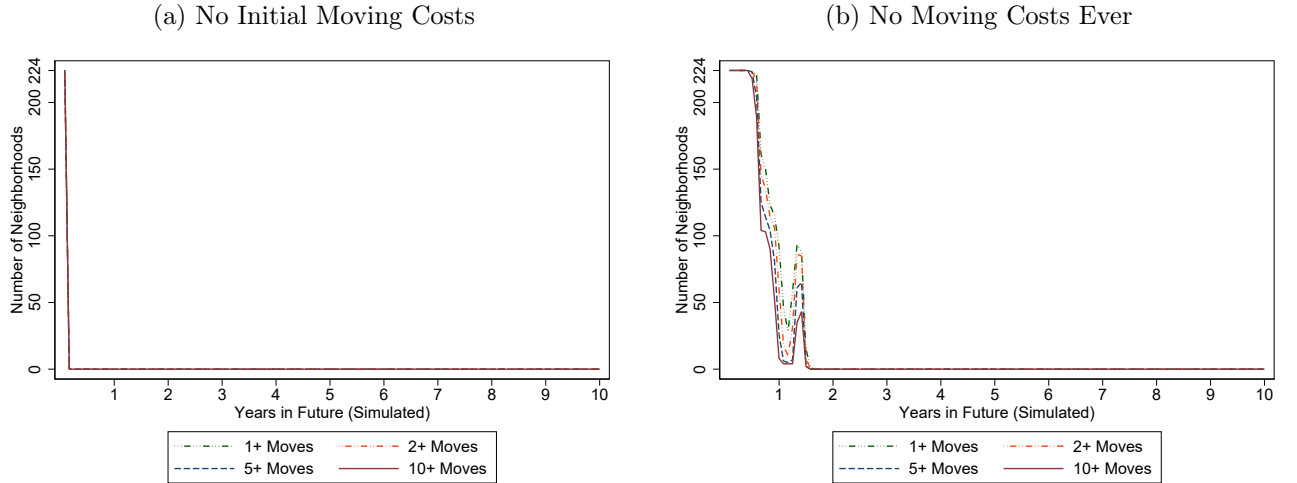 (a) No Initial Moving Costs
Number of Neighborhoods
224
200
150
100
50
0
1 2 3 4 5 6 7 8 9 10
Years in Future (Simulated)
1+ Moves 2+ Moves
5+ Moves 10+ Moves
(b) No Moving Costs Ever
Number of Neighborhoods
224
200
150
100
50
0
1 2 3 4 5 6 7 8 9 10
Years in Future (Simulated)
1+ Moves 2+ Moves
5+ Moves 10+ Moves